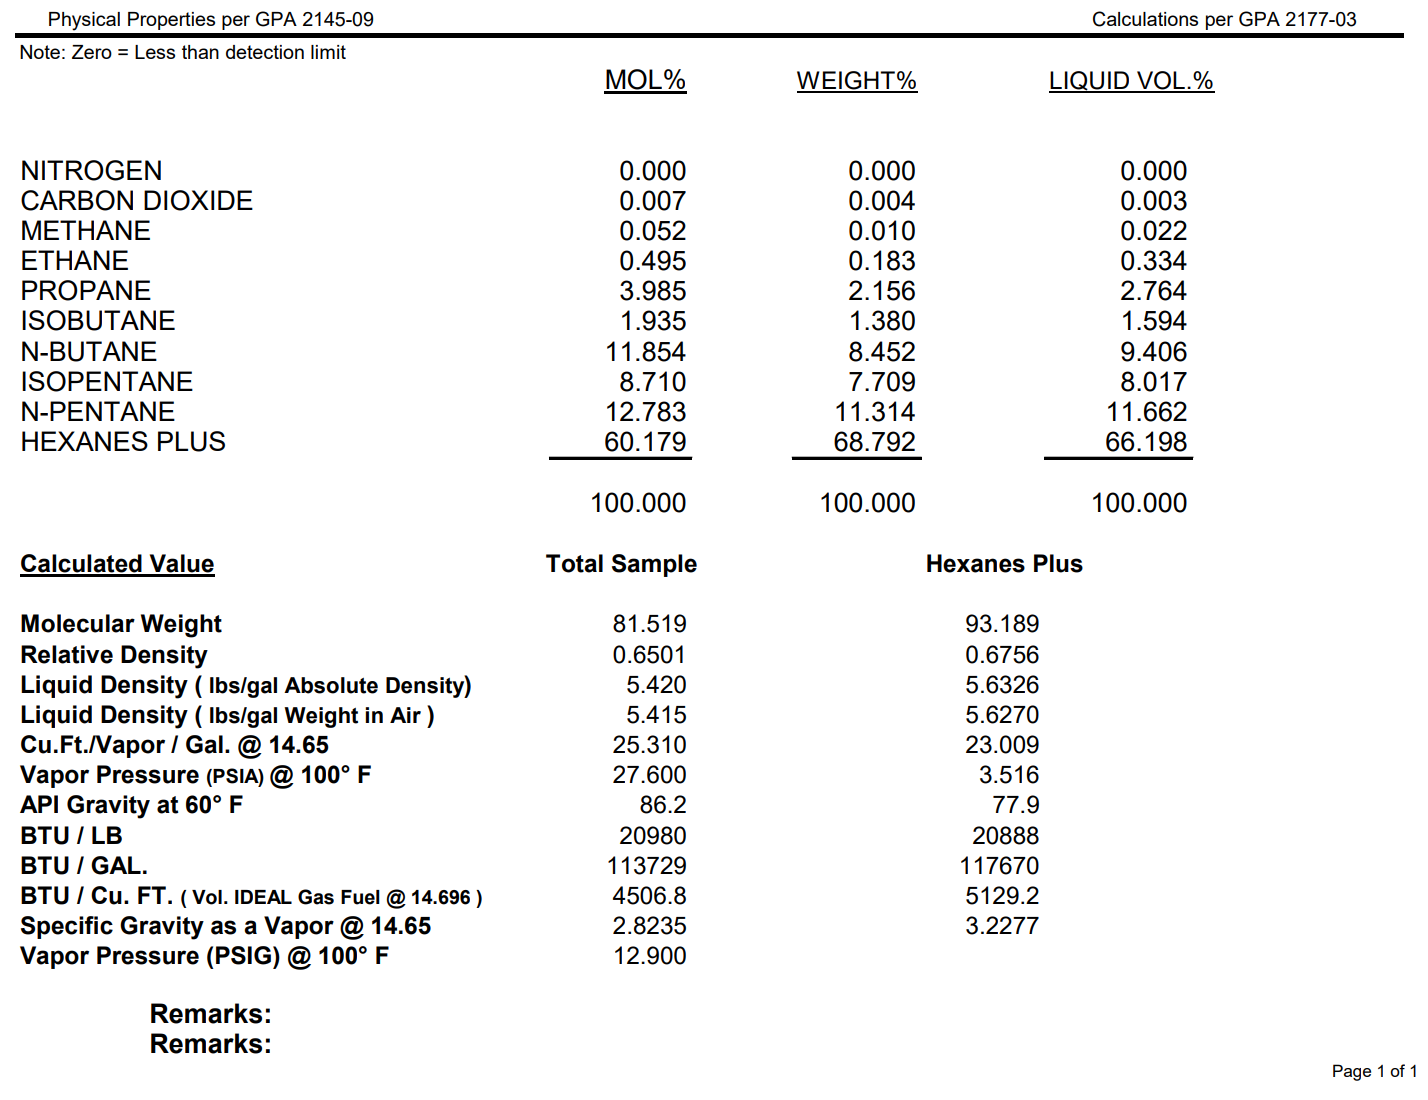 Physical Properties per GPA 2145-09 Calculations per GPA 2177-03
Note: Zero = Less than detection limit
MOL% WEIGHT% LIQUID VOL.%
NITROGEN 0.000 0.000 0.000
CARBON DIOXIDE 0.007 0.004 0.003
METHANE 0.052 0.010 0.022
ETHANE 0.495 0.183 0.334
PROPANE 3.985 2.156 2.764
ISOBUTANE 1.935 1.380 1.594
N-BUTANE 11.854 8.452 9.406
ISOPENTANE 8.710 7.709 8.017
N-PENTANE 12.783 11.314 11.662
HEXANES PLUS 60.179 68.792 66.198
100.000 100.000 100.000
Calculated Value Total Sample Hexanes Plus
Molecular Weight 81.519 93.189
Relative Density 0.6501 0.6756
Liquid Density ( lbs/gal Absolute Density) 5.420 5.6326
Liquid Density ( lbs/gal Weight in Air ) 5.415 5.6270
Cu.Ft./Vapor / Gal. @ 14.65 25.310 23.009
Vapor Pressure (PSIA) @ 100° F 27.600 3.516
API Gravity at 60° F 86.2 77.9
BTU / LB 20980 20888
BTU / GAL. 113729 117670
BTU / Cu. FT. ( Vol. IDEAL Gas Fuel @ 14.696 ) 4506.8 5129.2
Specific Gravity as a Vapor @ 14.65 2.8235 3.2277
Vapor Pressure (PSIG) @ 100° F 12.900
Remarks:
Remarks:
Page 1 of 1